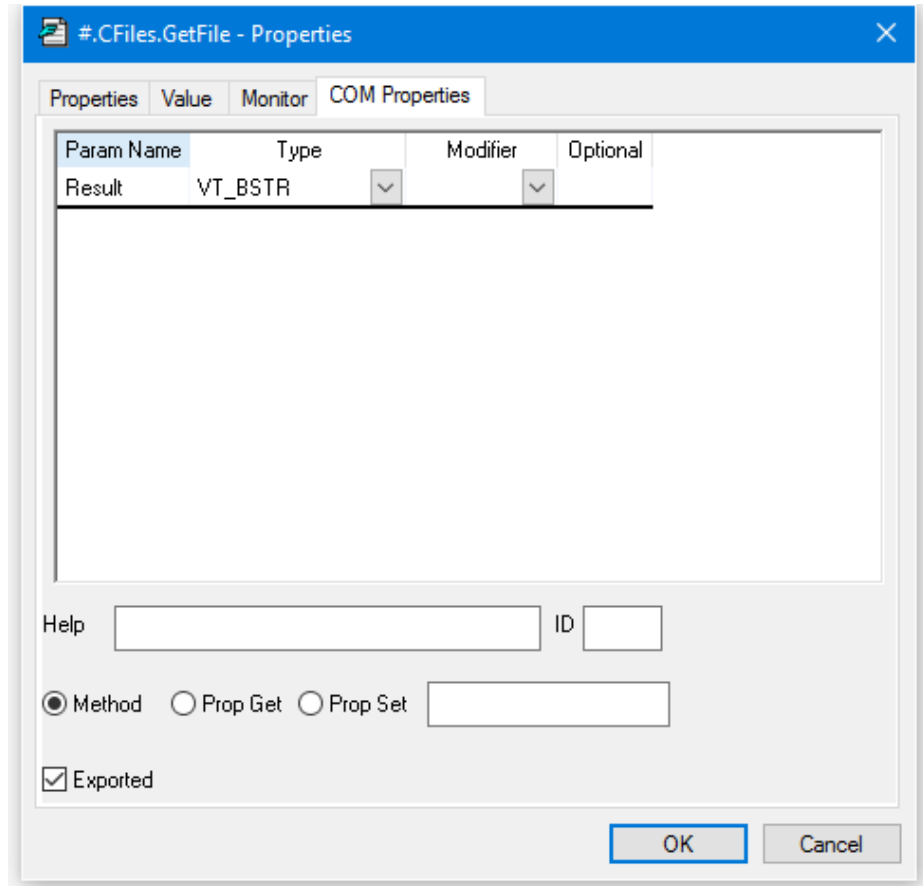 #.CFiles.GetFile - Properties
Properties Value Monitor COM Properties
Param Name Type Modifier Optional
Result VT_BSTR
Help ID
Method Prop Get Prop Set
Exported
OK Cancel